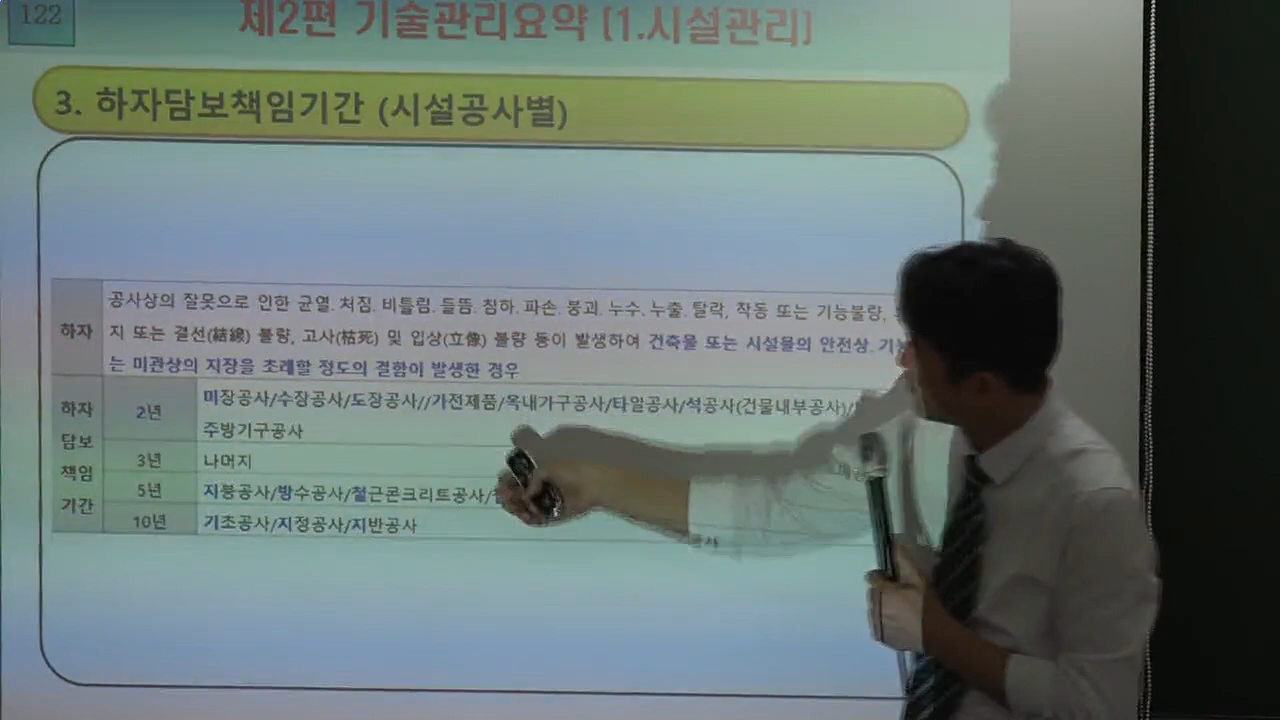 122
제2편 기술관리요약 [1.시설관리]
3. 하자담보책임기간 (시설공사별)
하자
공사상의 잘못으로 인한 균열. 처짐. 비틀림. 들뜸. 침하. 파손. 붕괴. 누수. 누출. 탈락, 작동 또는 기능불량,
지 또는 결선(結線) 불량, 고사(枯死) 및 입상(立像) 불량 등이 발생하여 건축물 또는 시설물의 안전상.
는 미관상의 지장을 초래할 정도의 결함이 발생한 경우
하자
담보
책임
기간
2년
미장공사/수장공사/도장공사//가전제품/옥내가구공사/타일공사/석공사(건물내부공사)/
주방기구공사
3년
나머지
5년
지붕공사/방수공사/철근콘크리트공사/
10년
기초공사/지정공사/지반공사